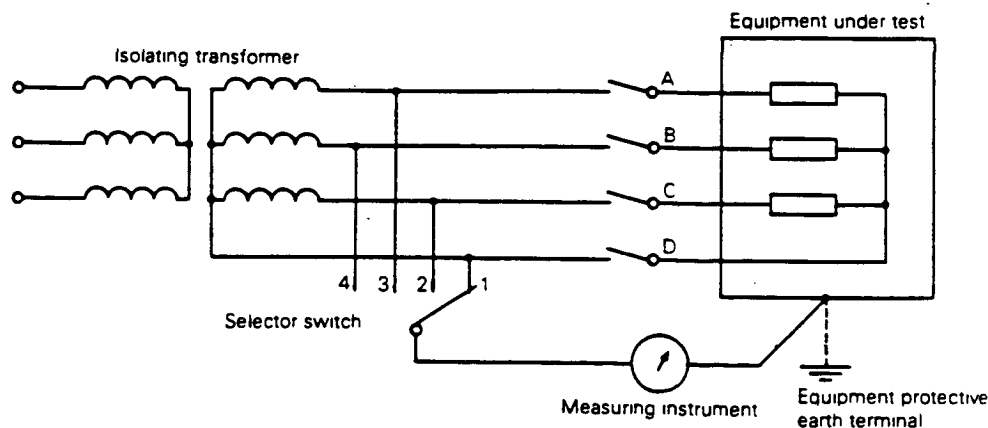 Equipment under test
Isolating transformer
A
B
C
D
4 3 2 1
Selector switch
Measuring instrument
Equipment protective
earth terminal